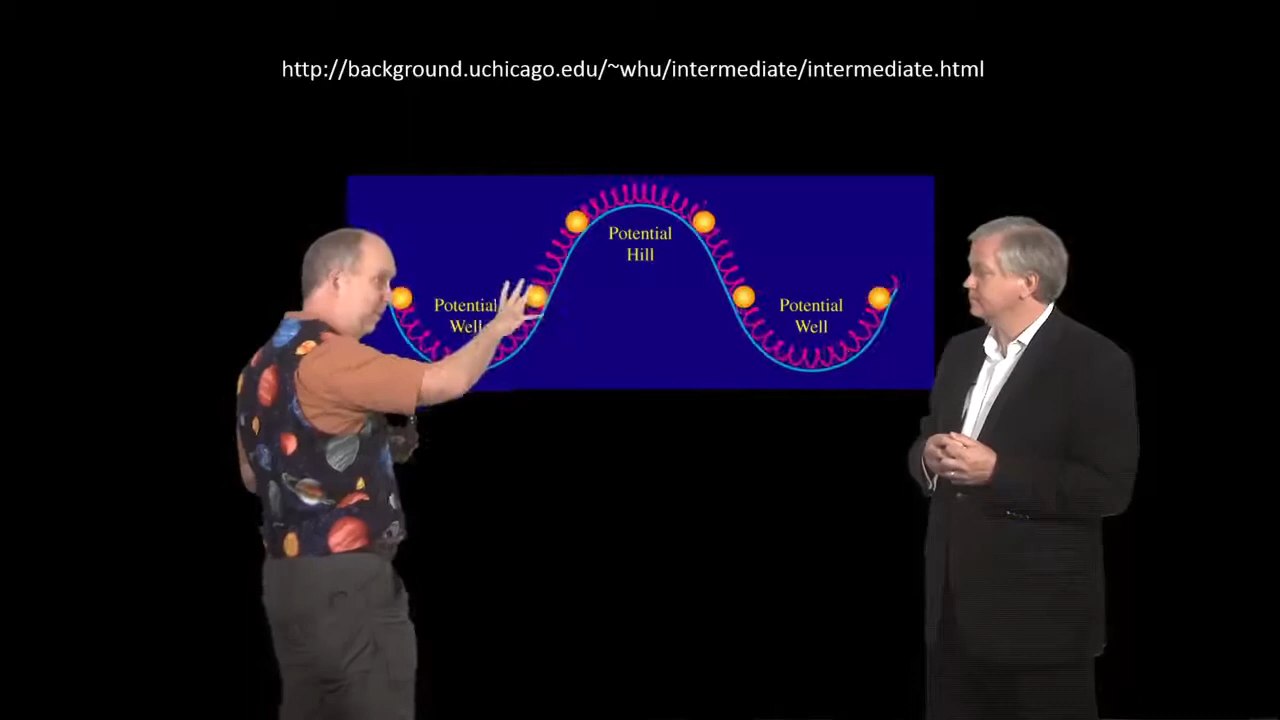 http://background.uchicago.edu/~whu/intermediate/intermediate.html
Potential
Hill
Potential
Well
Potential
Well